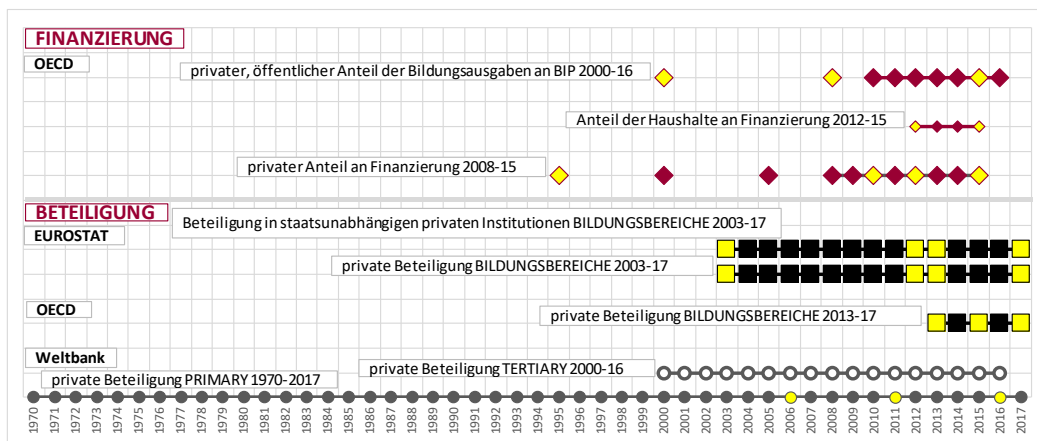 FINANZIERUNG
OECD
privater, öffentlicher Anteil der Bildungsausgaben an BIP 2000-16
Anteil der Haushalte an Finanzierung 2012-15
privater Anteil an Finanzierung 2008-15
BETEILIGUNG
Beteiligung in staatsunabhängigen privaten Institutionen BILDUNGSBEREICHE 2003-17
EUROSTAT
private Beteiligung BILDUNGSBEREICHE 2003-17
OECD
private Beteiligung BILDUNGSBEREICHE 2013-17
Weltbank
private Beteiligung TERTIARY 2000-16
private Beteiligung PRIMARY 1970-2017
1970 1971 1972 1973 1974 1975 1976 1977 1978 1979 1980 1981 1982 1983 1984 1985 1986 1987 1988 1989 1990 1991 1992 1993 1994 1995 1996 1997 1998 1999 2000 2001 2002 2003 2004 2005 2006 2007 2008 2009 2010 2011 2012 2013 2014 2015 2016 2017